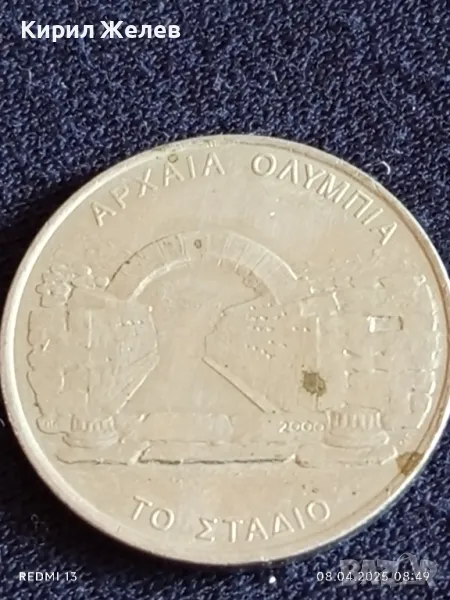 Кирил Желев
ΑΡΧΑΙΑ ΟΛΥΜΠΙΑ
2000
ΤΟ ΣΤΑΔΙΟ
REDMI 13
08.04.2025 08:49